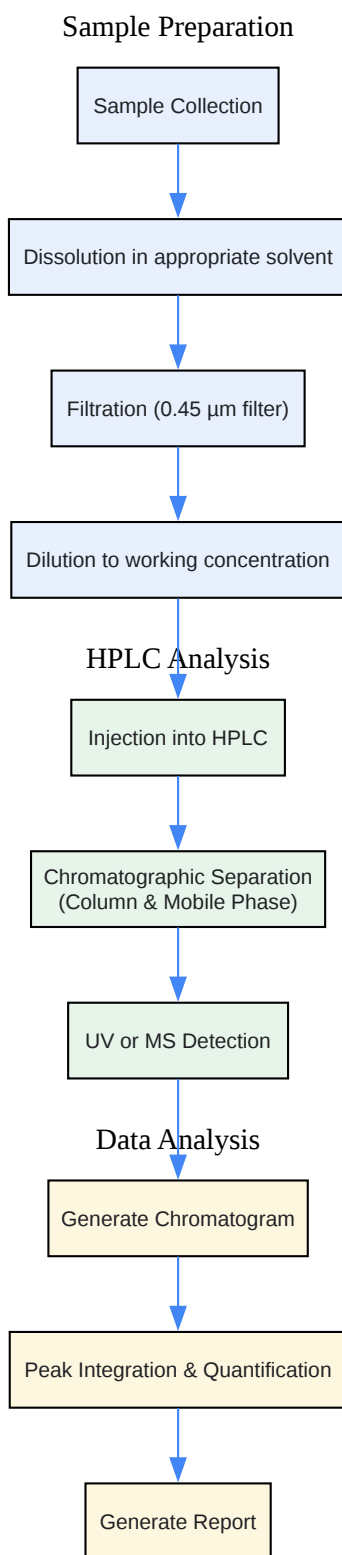 Sample Preparation
Sample Collection
Dissolution in appropriate solvent
Filtration (0.45 µm filter)
Dilution to working concentration
HPLC Analysis
Injection into HPLC
Chromatographic Separation
(Column & Mobile Phase)
UV or MS Detection
Data Analysis
Generate Chromatogram
Peak Integration & Quantification
Generate Report